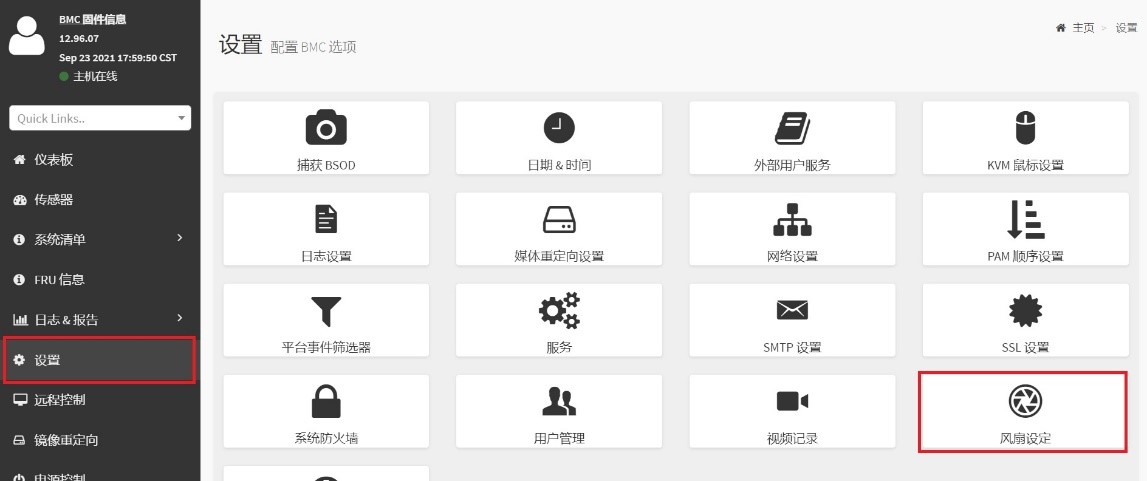 BMC 固件信息
12.96.07
Sep 23 2021 17:59:50 CST
主机在线
Quick Links..
仪表板
传感器
系统清单
FRU 信息
日志 & 报告
设置
远程控制
镜像重定向
电源控制
设置 配置 BMC 选项
主页 > 设置
捕获 BSOD
日期 & 时间
外部用户服务
KVM 鼠标设置
日志设置
媒体重定向设置
网络设置
PAM 顺序设置
平台事件筛选器
服务
SMTP 设置
SSL 设置
系统防火墙
用户管理
视频记录
风扇设定